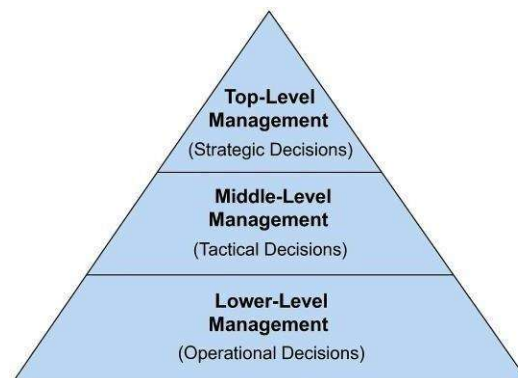 Top-Level
Management
(Strategic Decisions)
Middle-Level
Management
(Tactical Decisions)
Lower-Level
Management
(Operational Decisions)